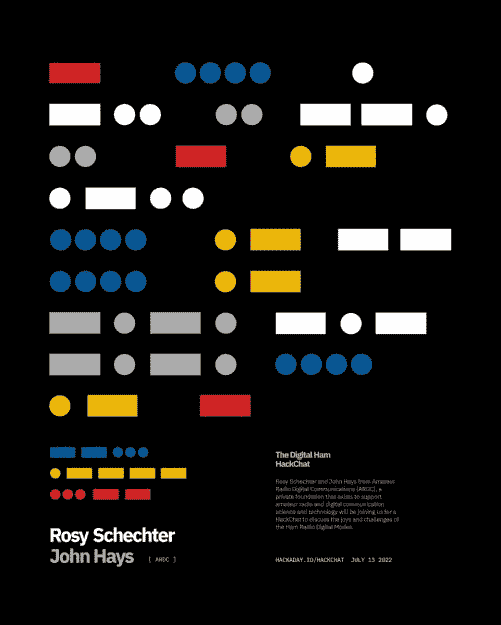 The Digital Ham
HackChat
Rosy Schechter and John Hays from Amateur
Radio Digital Communications (ARDC), a
private foundation that exists to support
amateur radio and digital communication
science and technology will be joining us for a
HackChat to discuss the joys and challenges of
the Ham Radio Digital Modes.
Rosy Schechter
John Hays [ ARDC ]
HACKADAY.IO/HACKCHAT JULY 13 2022